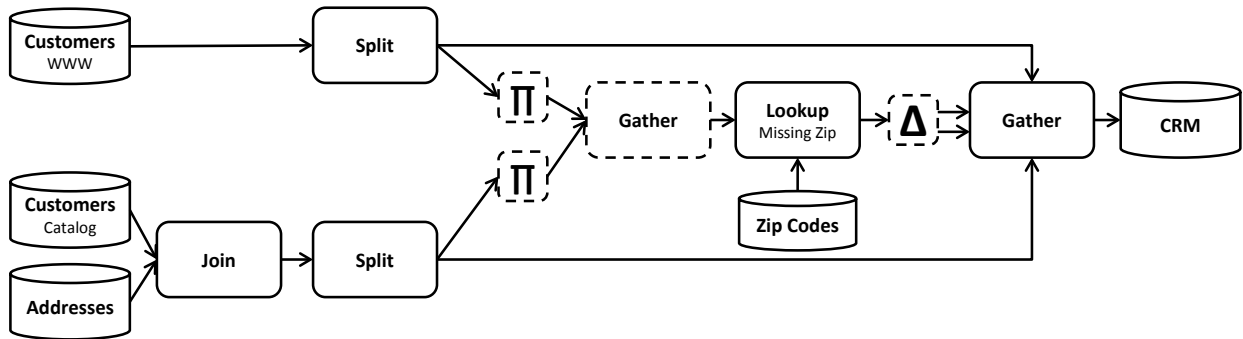 Customers
WWW
Split
Π
Gather
Lookup
Missing Zip
Δ
Gather
CRM
Π
Customers
Catalog
Join
Split
Zip Codes
Addresses